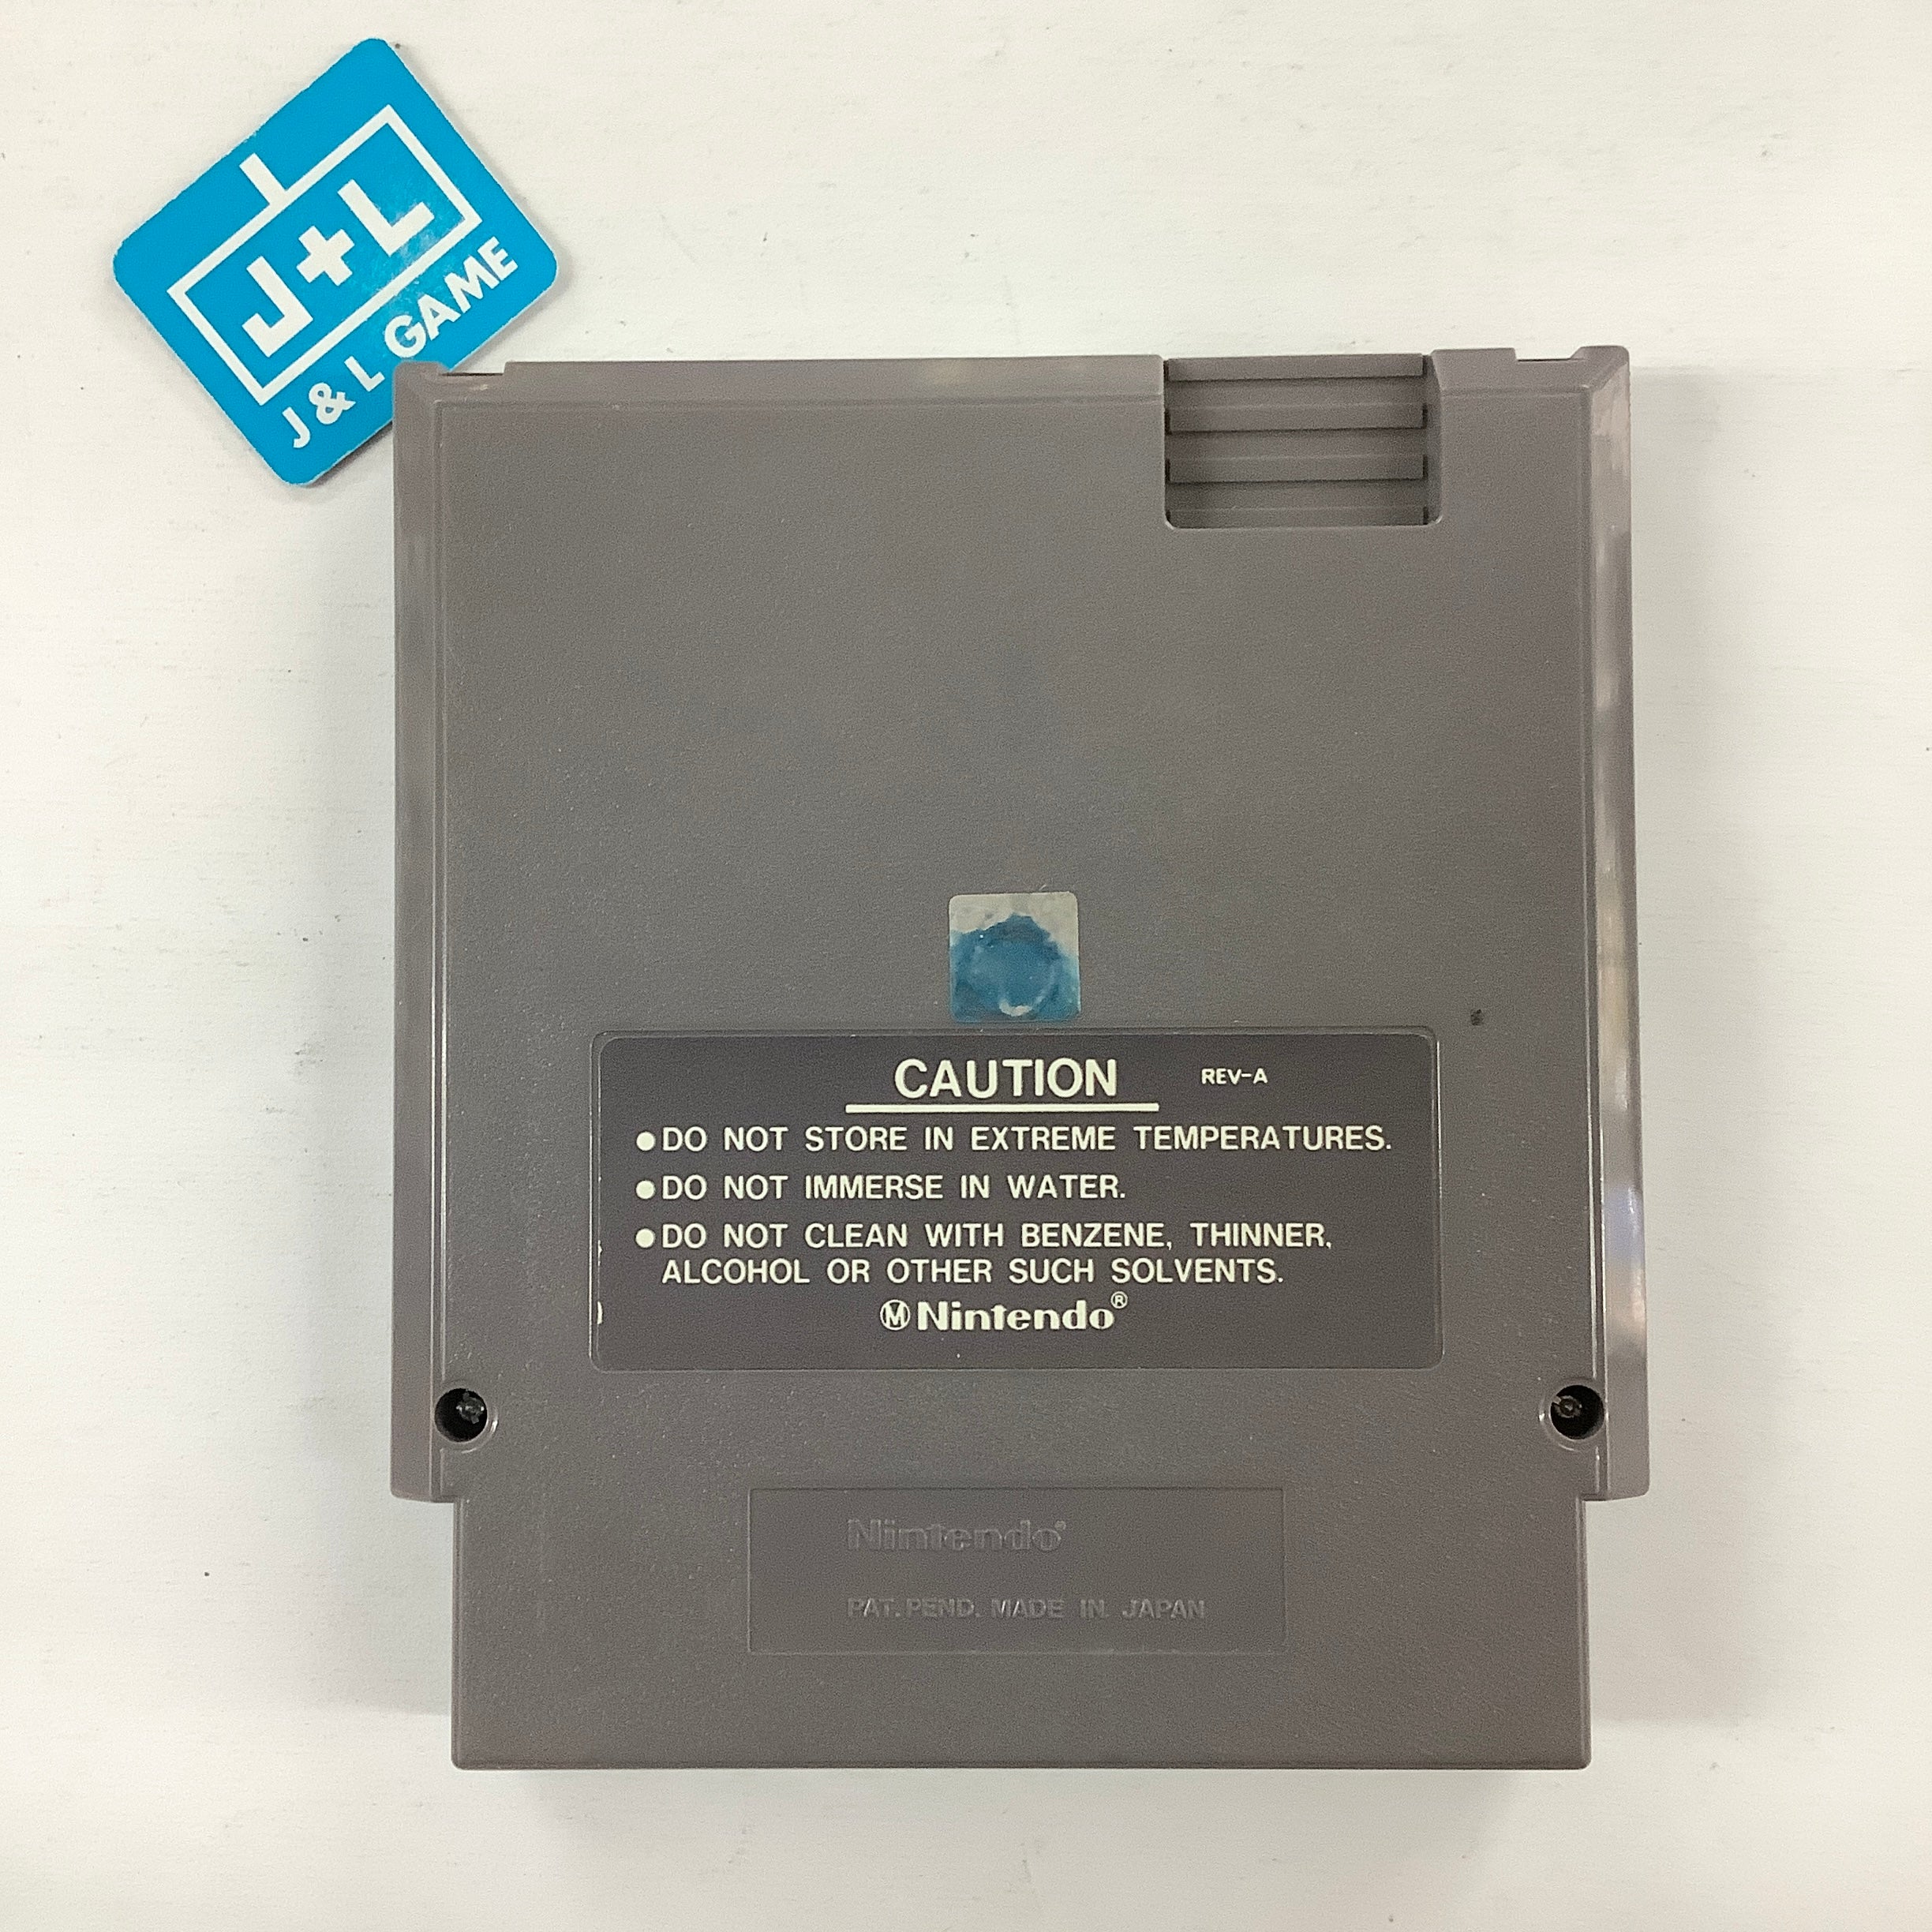 J+L
J & L GAME
CAUTION REV-A
●DO NOT STORE IN EXTREME TEMPERATURES.
●DO NOT IMMERSE IN WATER.
●DO NOT CLEAN WITH BENZENE, THINNER,
ALCOHOL OR OTHER SUCH SOLVENTS.
Ⓜ Nintendo®
Nintendo®
PAT. PEND. MADE IN JAPAN